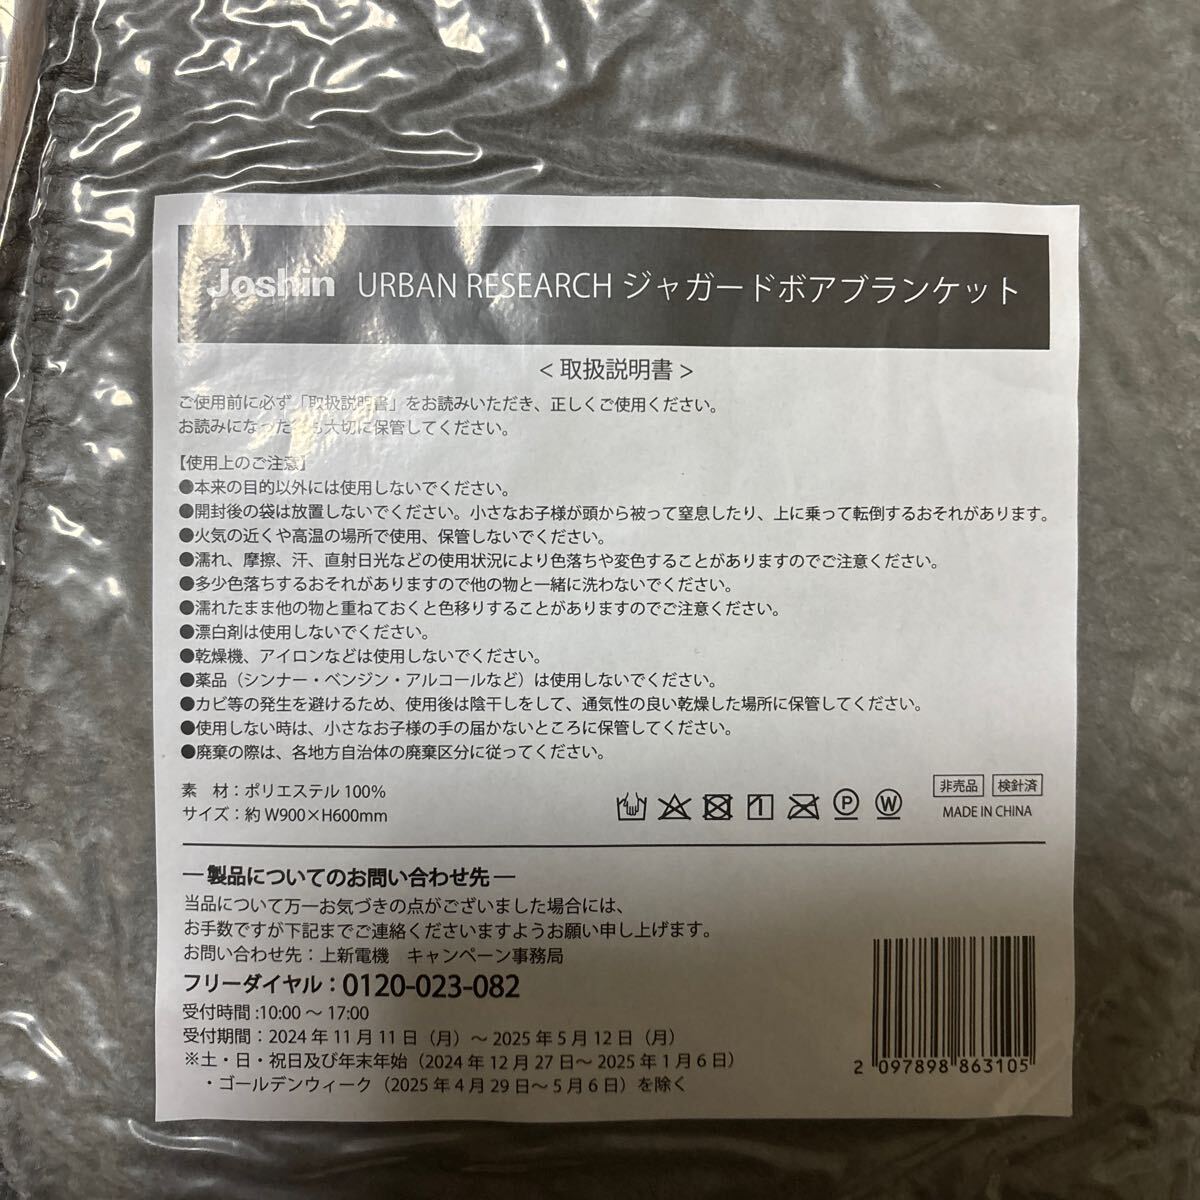 Joshin URBAN RESEARCH ジャガードボアブランケット
< 取扱説明書 >
ご使用前に必ず「取扱説明書」をお読みいただき、正しくご使用ください。
お読みになった も大切に保管してください。
【使用上のご注意】
●本来の目的以外には使用しないでください。
●開封後の袋は放置しないでください。小さなお子様が頭から被って窒息したり、上に乗って転倒するおそれがあります。
●火気の近くや高温の場所で使用、保管しないでください。
●濡れ、摩擦、汗、直射日光などの使用状況により色落ちや変色することがありますのでご注意ください。
●多少色落ちするおそれがありますので他の物と一緒に洗わないでください。
●濡れたまま他の物と重ねておくと色移りすることがありますのでご注意ください。
●漂白剤は使用しないでください。
●乾燥機、アイロンなどは使用しないでください。
●薬品（シンナー・ベンジン・アルコールなど）は使用しないでください。
●カビ等の発生を避けるため、使用後は陰干しをして、通気性の良い乾燥した場所に保管してください。
●使用しない時は、小さなお子様の手の届かないところに保管してください。
●廃棄の際は、各地方自治体の廃棄区分に従ってください。
素　材：ポリエステル 100%
サイズ：約 W900×H600mm
P W
非売品 検針済
MADE IN CHINA
― 製品についてのお問い合わせ先 ―
当品について万一お気づきの点がございました場合には、
お手数ですが下記までご連絡くださいますようお願い申し上げます。
お問い合わせ先：上新電機　キャンペーン事務局
フリーダイヤル：0120-023-082
受付時間 :10:00 ～ 17:00
受付期間：2024 年 11 月 11 日（月）～ 2025 年 5 月 12 日（月）
※土・日・祝日及び年末年始（2024 年 12 月 27 日～ 2025 年 1 月 6 日）
・ゴールデンウィーク（2025 年 4 月 29 日～ 5 月 6 日）を除く
2 097898 863105